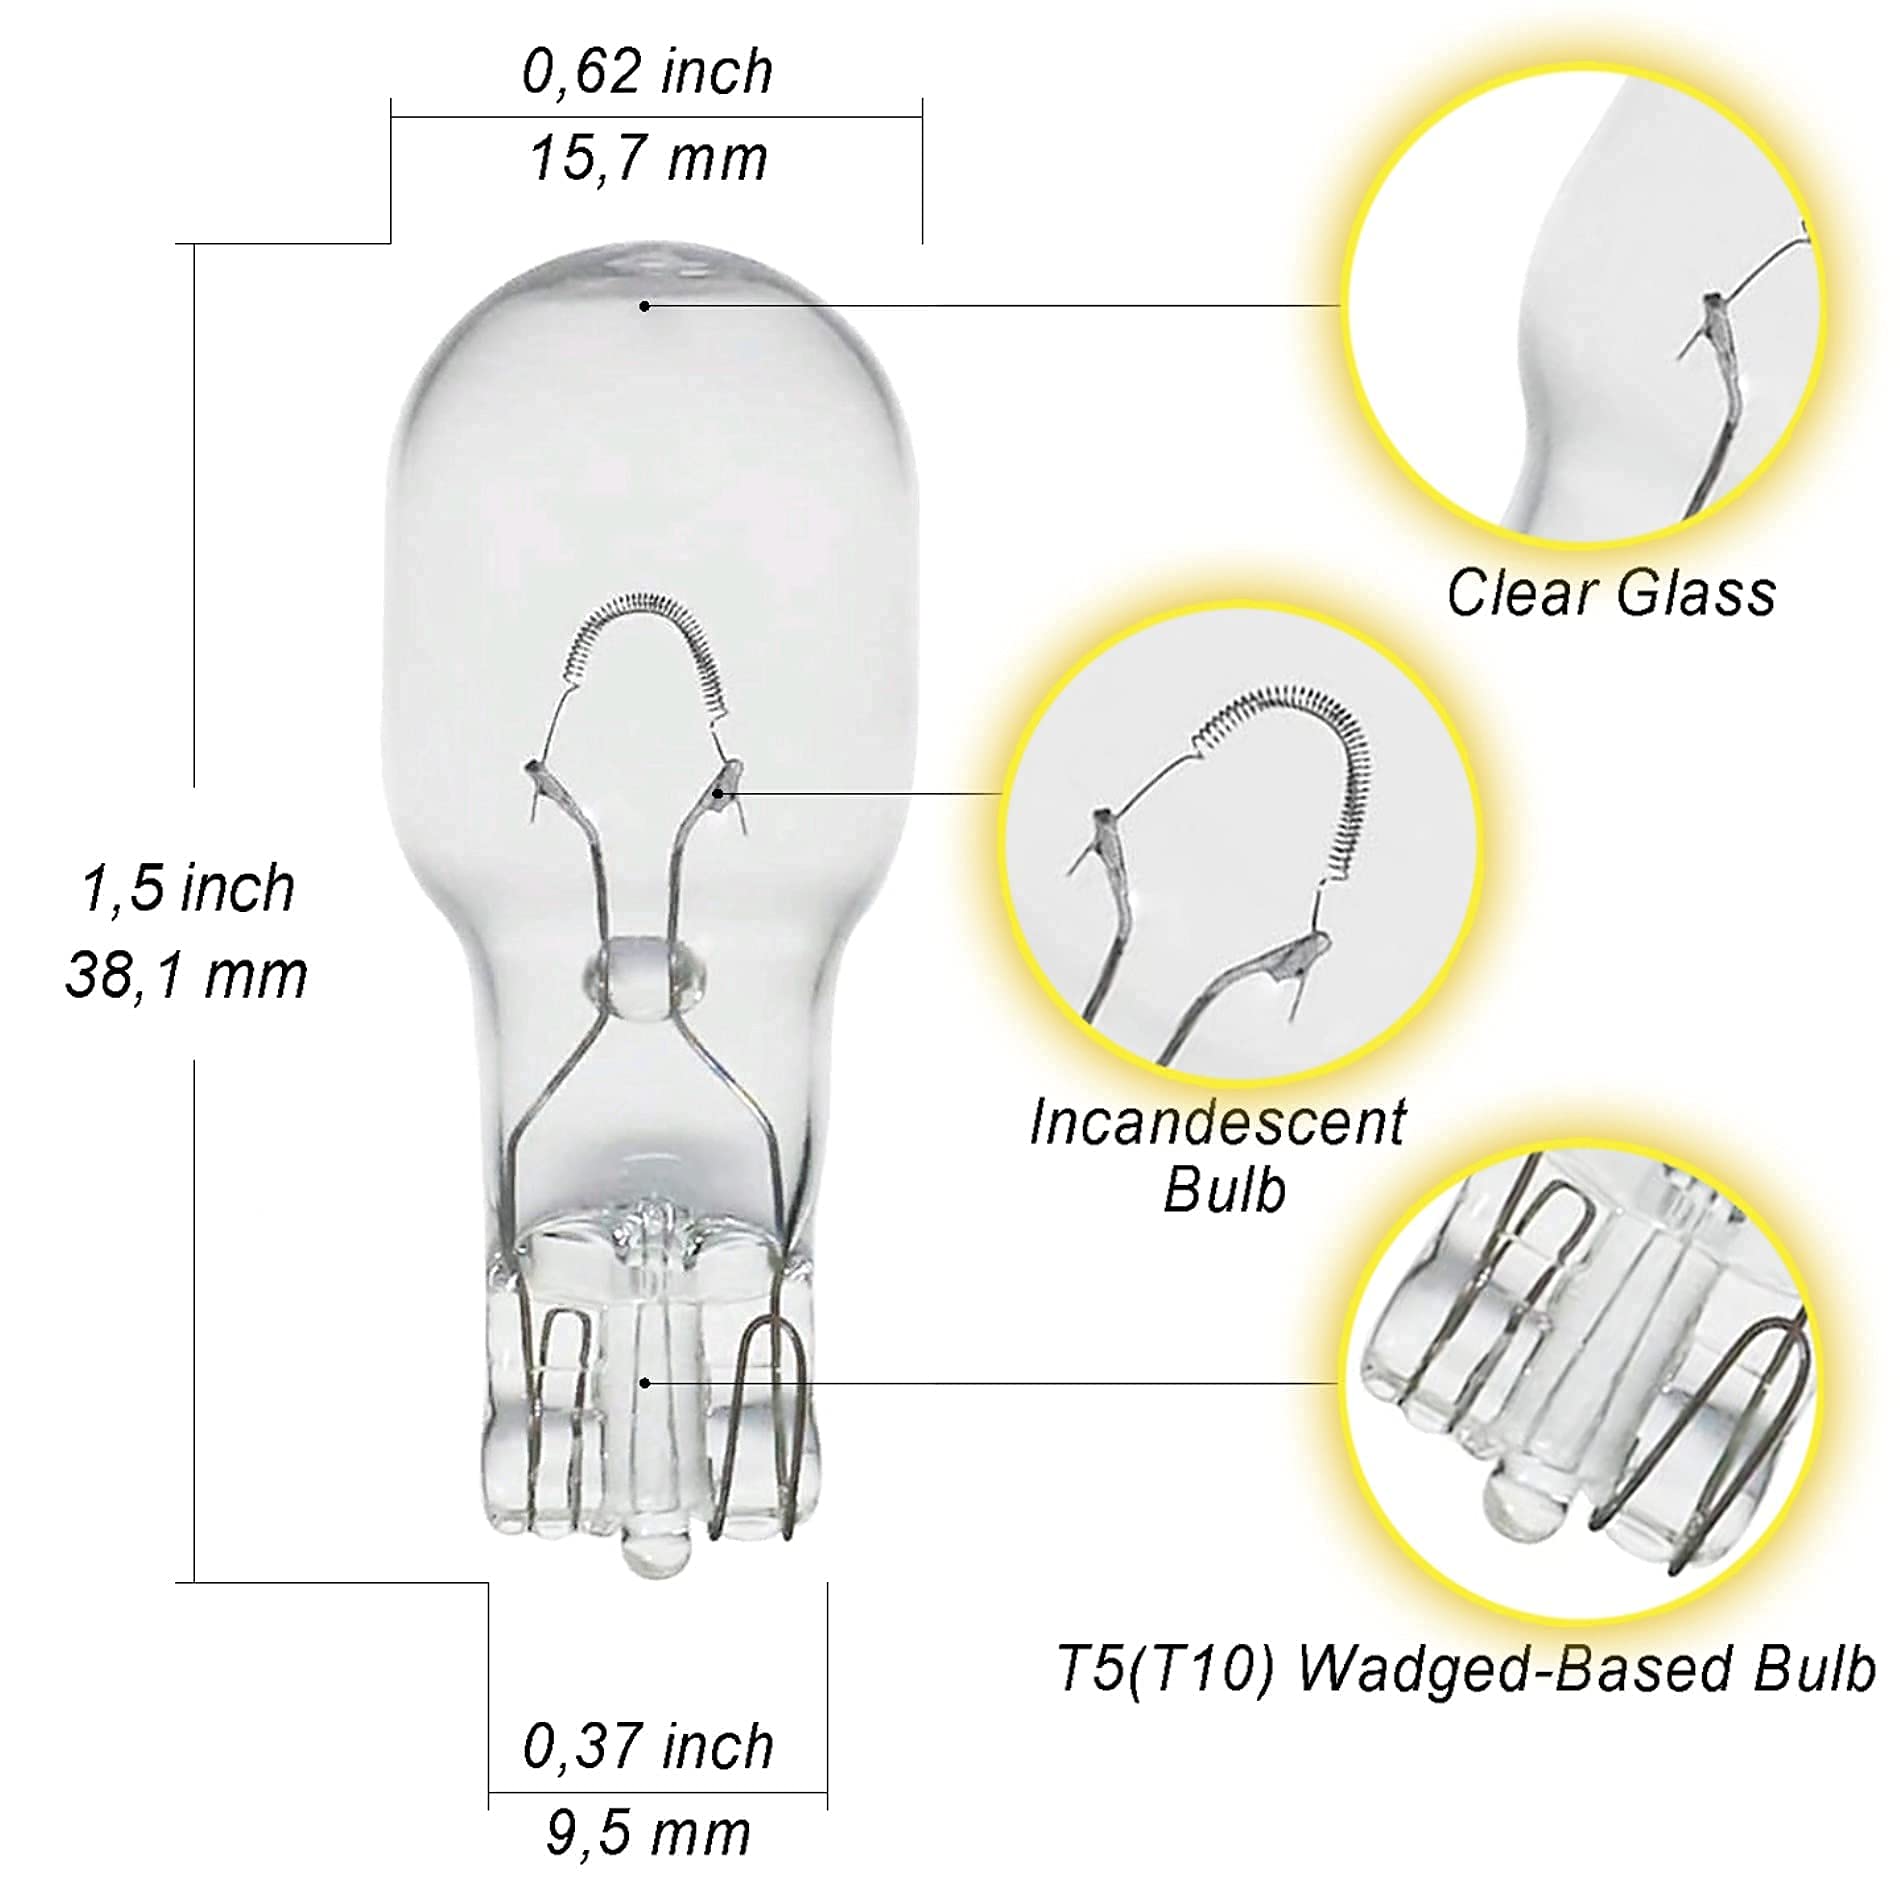 0,62 inch
15,7 mm
Clear Glass
1,5 inch
38,1 mm
Incandescent
Bulb
T5(T10) Wadged-Based Bulb
0,37 inch
9,5 mm